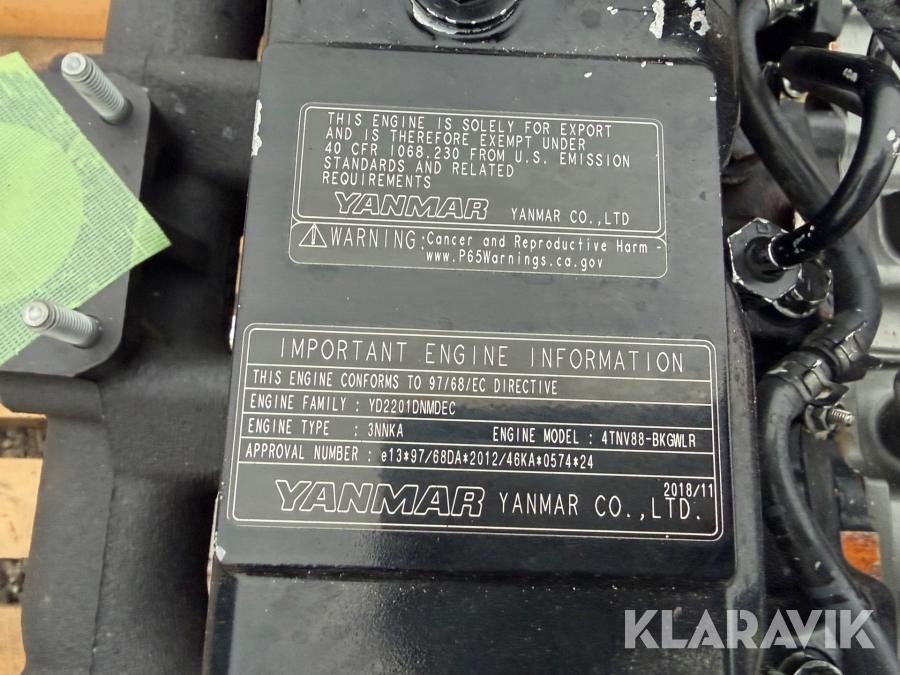 THIS ENGINE IS SOLELY FOR EXPORT
AND IS THEREFORE EXEMPT UNDER
40 CFR 1068.230 FROM U.S. EMISSION
STANDARDS AND RELATED
REQUIREMENTS
YANMAR YANMAR CO.,LTD
WARNING:Cancer and Reproductive Harm -
www.P65Warnings.ca.gov
IMPORTANT ENGINE INFORMATION
THIS ENGINE CONFORMS TO 97/68/EC DIRECTIVE
ENGINE FAMILY : YD2201DNMDEC
ENGINE TYPE : 3NNKA ENGINE MODEL : 4TNV88-BKGWLR
APPROVAL NUMBER : e13*97/68DA*2012/46KA*0574*24
2018/11
YANMAR YANMAR CO.,LTD.
KLARAVIK